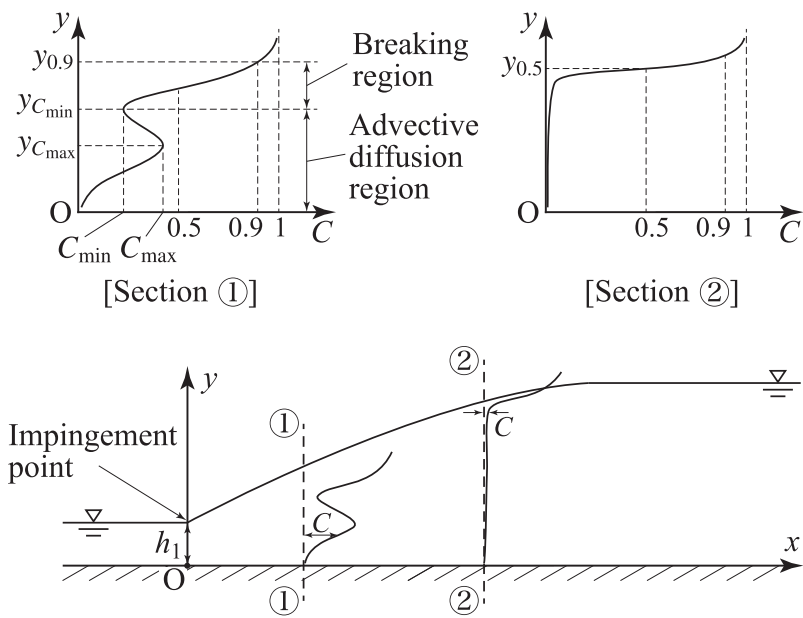 y
y0.9
yCmin
yCmax
O
Cmin Cmax 0.5 0.9 1 C
Breaking
region
Advective
diffusion
region
[Section ①]
y
y0.5
O
0.5 0.9 1 C
[Section ②]
y
①
②
Impingement
point
C
C
h1
O
x
①
②